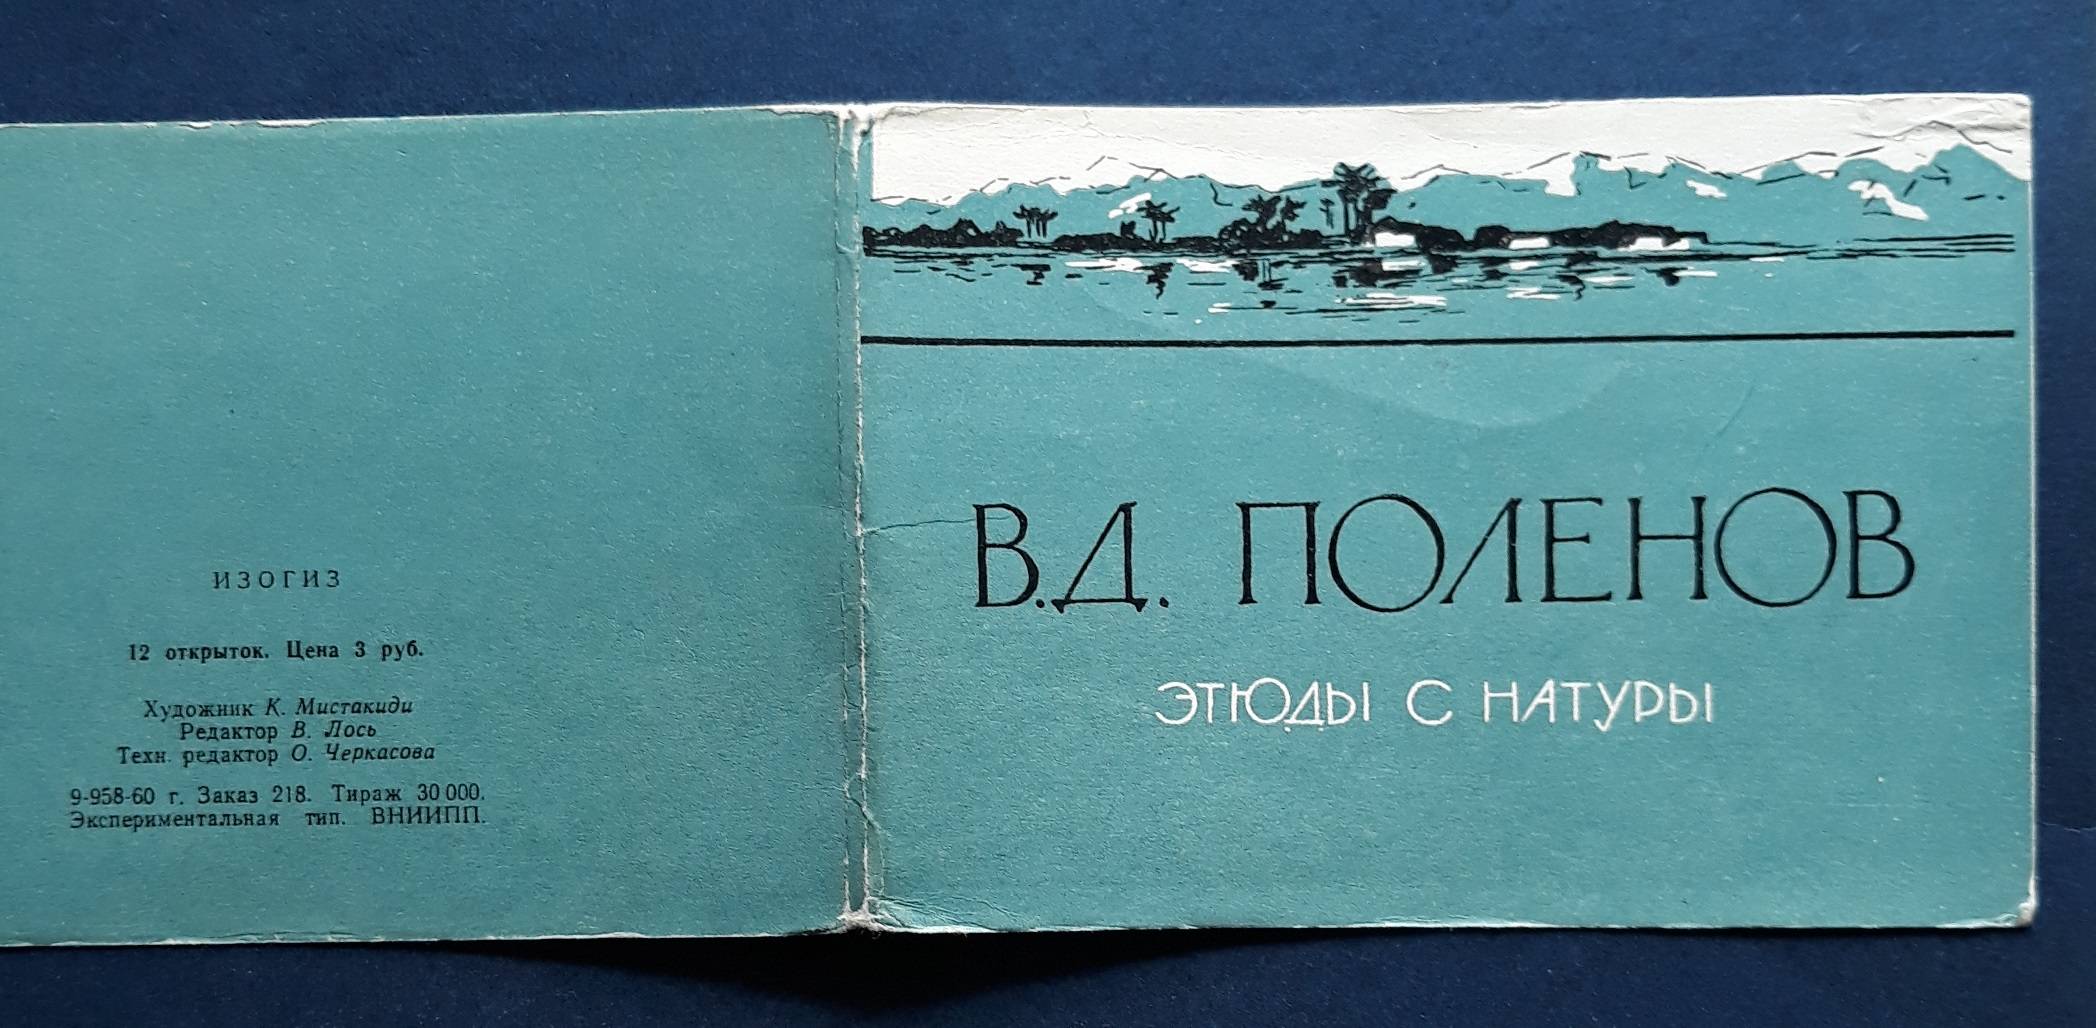 ИЗОГИЗ
12 открыток. Цена 3 руб.
Художник К. Мистакиди
Редактор В. Лось
Техн. редактор О. Черкасова
9-958-60 г. Заказ 218. Тираж 30 000.
Экспериментальная тип. ВНИИПП.
В.Д. ПОЛЕНОВ
ЭТЮДЫ С НАТУРЫ